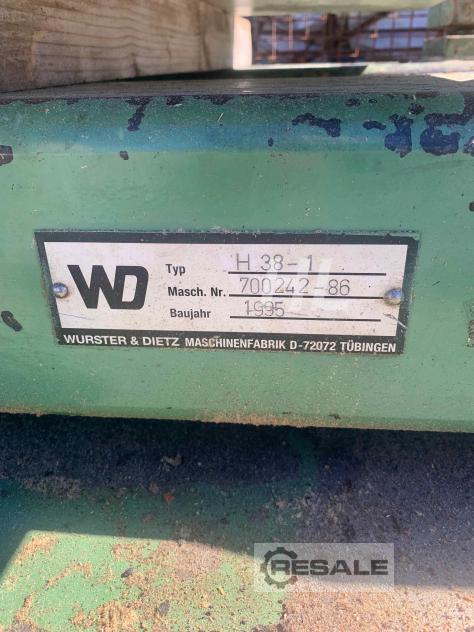 WD
Typ H 38-1
Masch. Nr. 700242-86
Baujahr 1995
WURSTER & DIETZ MASCHINENFABRIK D-72072 TÜBINGEN
RESALE